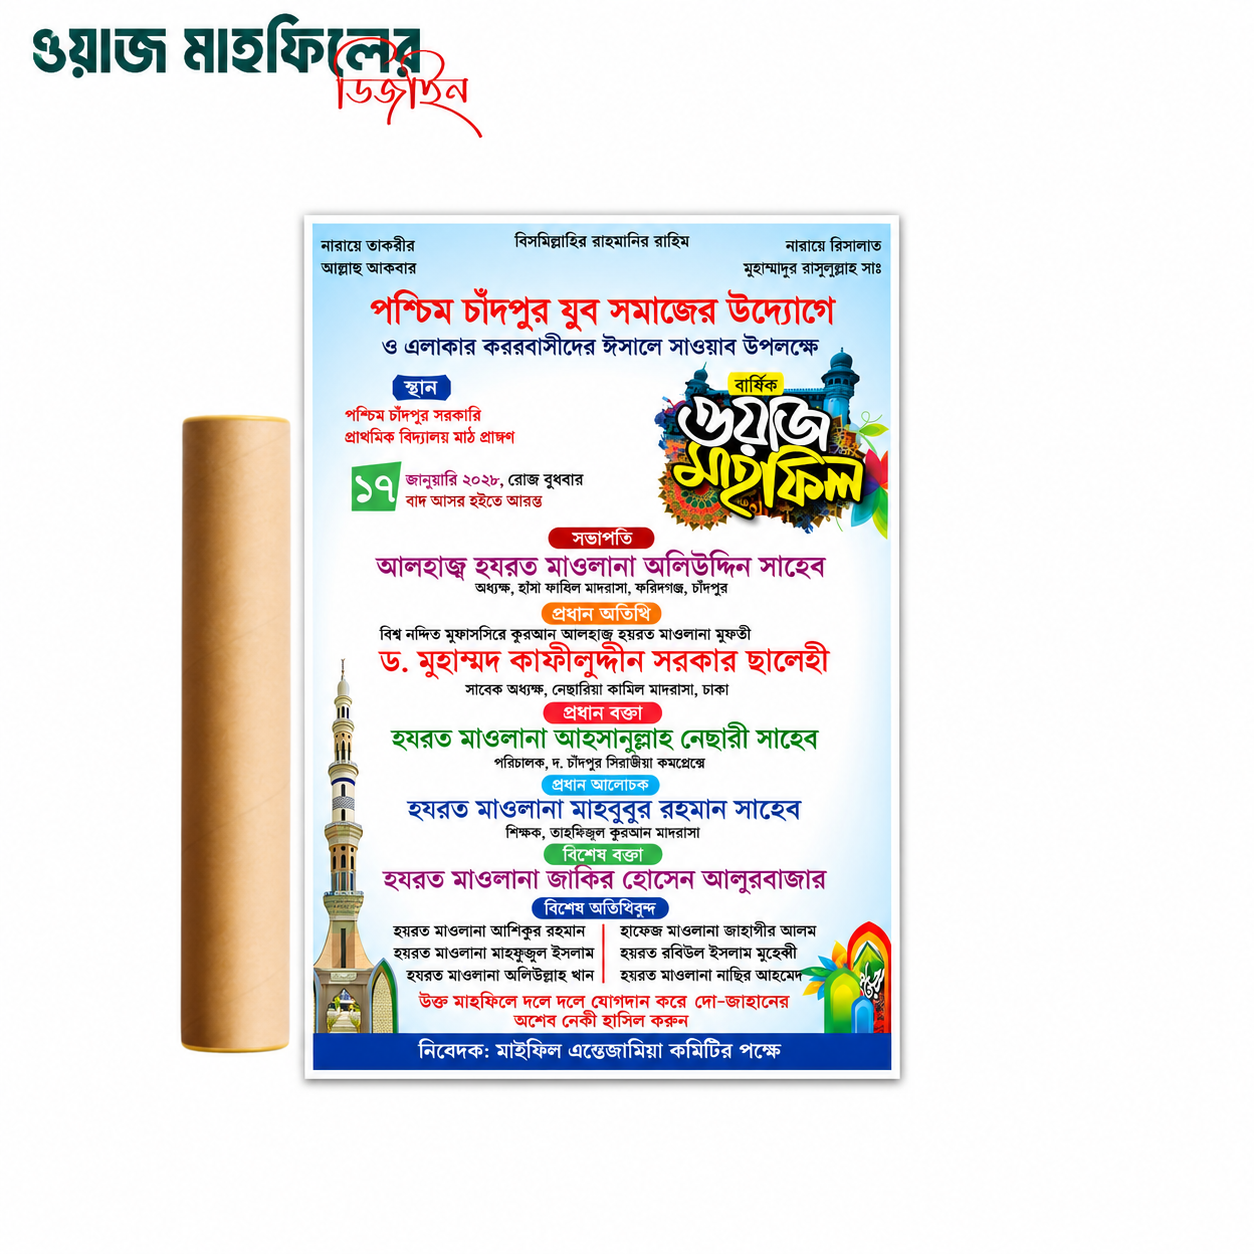 ওয়াজ মাহফিলের
ডিজাইন
নারায়ে তাকরীর
আল্লাহু আকবার
বিসমিল্লাহির রাহমানির রাহিম
নারায়ে রিসালাত
মুহাম্মাদুর রাসুলুল্লাহ সাঃ
পশ্চিম চাঁদপুর যুব সমাজের উদ্যোগে
ও এলাকার কররবাসীদের ঈসালে সাওয়াব উপলক্ষে
স্থান
পশ্চিম চাঁদপুর সরকারি
প্রাথমিক বিদ্যালয় মাঠ প্রাঙ্গণ
বার্ষিক
ওয়াজ
মাহফিল
১৭ জানুয়ারি ২০২৮, রোজ বুধবার
বাদ আসর হইতে আরম্ভ
সভাপতি
আলহাজ্ব হযরত মাওলানা অলিউদ্দিন সাহেব
অধ্যক্ষ, হাঁসা ফাযিল মাদরাসা, ফরিদগঞ্জ, চাঁদপুর
প্রধান অতিথি
বিশ্ব নন্দিত মুফাসসিরে কুরআন আলহাজ্ব হযরত মাওলানা মুফতী
ড. মুহাম্মদ কাফীলুদ্দীন সরকার ছালেহী
সাবেক অধ্যক্ষ, নেছারিয়া কামিল মাদরাসা, ঢাকা
প্রধান বক্তা
হযরত মাওলানা আহসানুল্লাহ নেছারী সাহেব
পরিচালক, দ. চাঁদপুর সিরাজীয়া কমপ্লেক্সে
প্রধান আলোচক
হযরত মাওলানা মাহবুবুর রহমান সাহেব
শিক্ষক, তাহফিজুল কুরআন মাদরাসা
বিশেষ বক্তা
হযরত মাওলানা জাকির হোসেন আলুরবাজার
বিশেষ অতিথিবৃন্দ
হযরত মাওলানা আশিকুর রহমান
হযরত মাওলানা মাহফুজুল ইসলাম
হযরত মাওলানা অলিউল্লাহ খান
হাফেজ মাওলানা জাহাগীর আলম
হযরত রবিউল ইসলাম মুহেব্বী
হযরত মাওলানা নাছির আহমেদ
উক্ত মাহফিলে দলে দলে যোগদান করে দো-জাহানের
অশেব নেকী হাসিল করুন
নিবেদক: মাইফিল এন্তেজামিয়া কমিটির পক্ষে